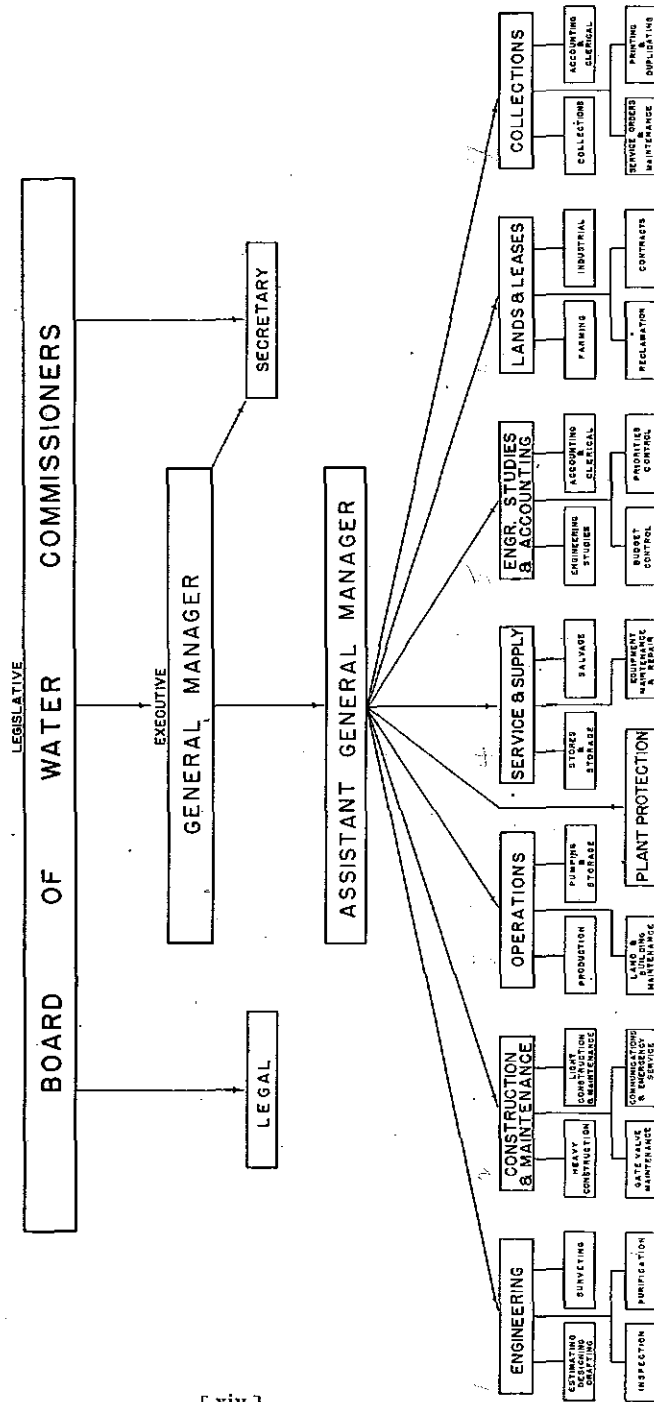 LEGISLATIVE
BOARD OF WATER COMMISSIONERS
EXECUTIVE
GENERAL MANAGER
LEGAL
SECRETARY
ASSISTANT GENERAL MANAGER
ENGINEERING
ESTIMATING
DESIGNING
DRAFTING
SURVEYING
INSPECTION
PURIFICATION
CONSTRUCTION
& MAINTENANCE
HEAVY
CONSTRUCTION
LIGHT
CONSTRUCTION
& MAINTENANCE
GATE VALVE
MAINTENANCE
COMMUNICATIONS
& EMERGENCY
SERVICE
OPERATIONS
PRODUCTION
PUMPING
&
STORAGE
LAND &
BUILDING
MAINTENANCE
PLANT PROTECTION
SERVICE & SUPPLY
STORES
&
STORAGE
SALVAGE
EQUIPMENT
MAINTENANCE
& REPAIR
ENGR. STUDIES
& ACCOUNTING
ENGINEERING
STUDIES
ACCOUNTING
&
CLERICAL
BUDGET
CONTROL
PRIORITIES
CONTROL
LANDS & LEASES
FARMING
INDUSTRIAL
RECLAMATION
CONTRACTS
COLLECTIONS
COLLECTIONS
ACCOUNTING
&
CLERICAL
SERVICE ORDERS
&
MAINTENANCE
PRINTING
&
DUPLICATING
[ xiv ]